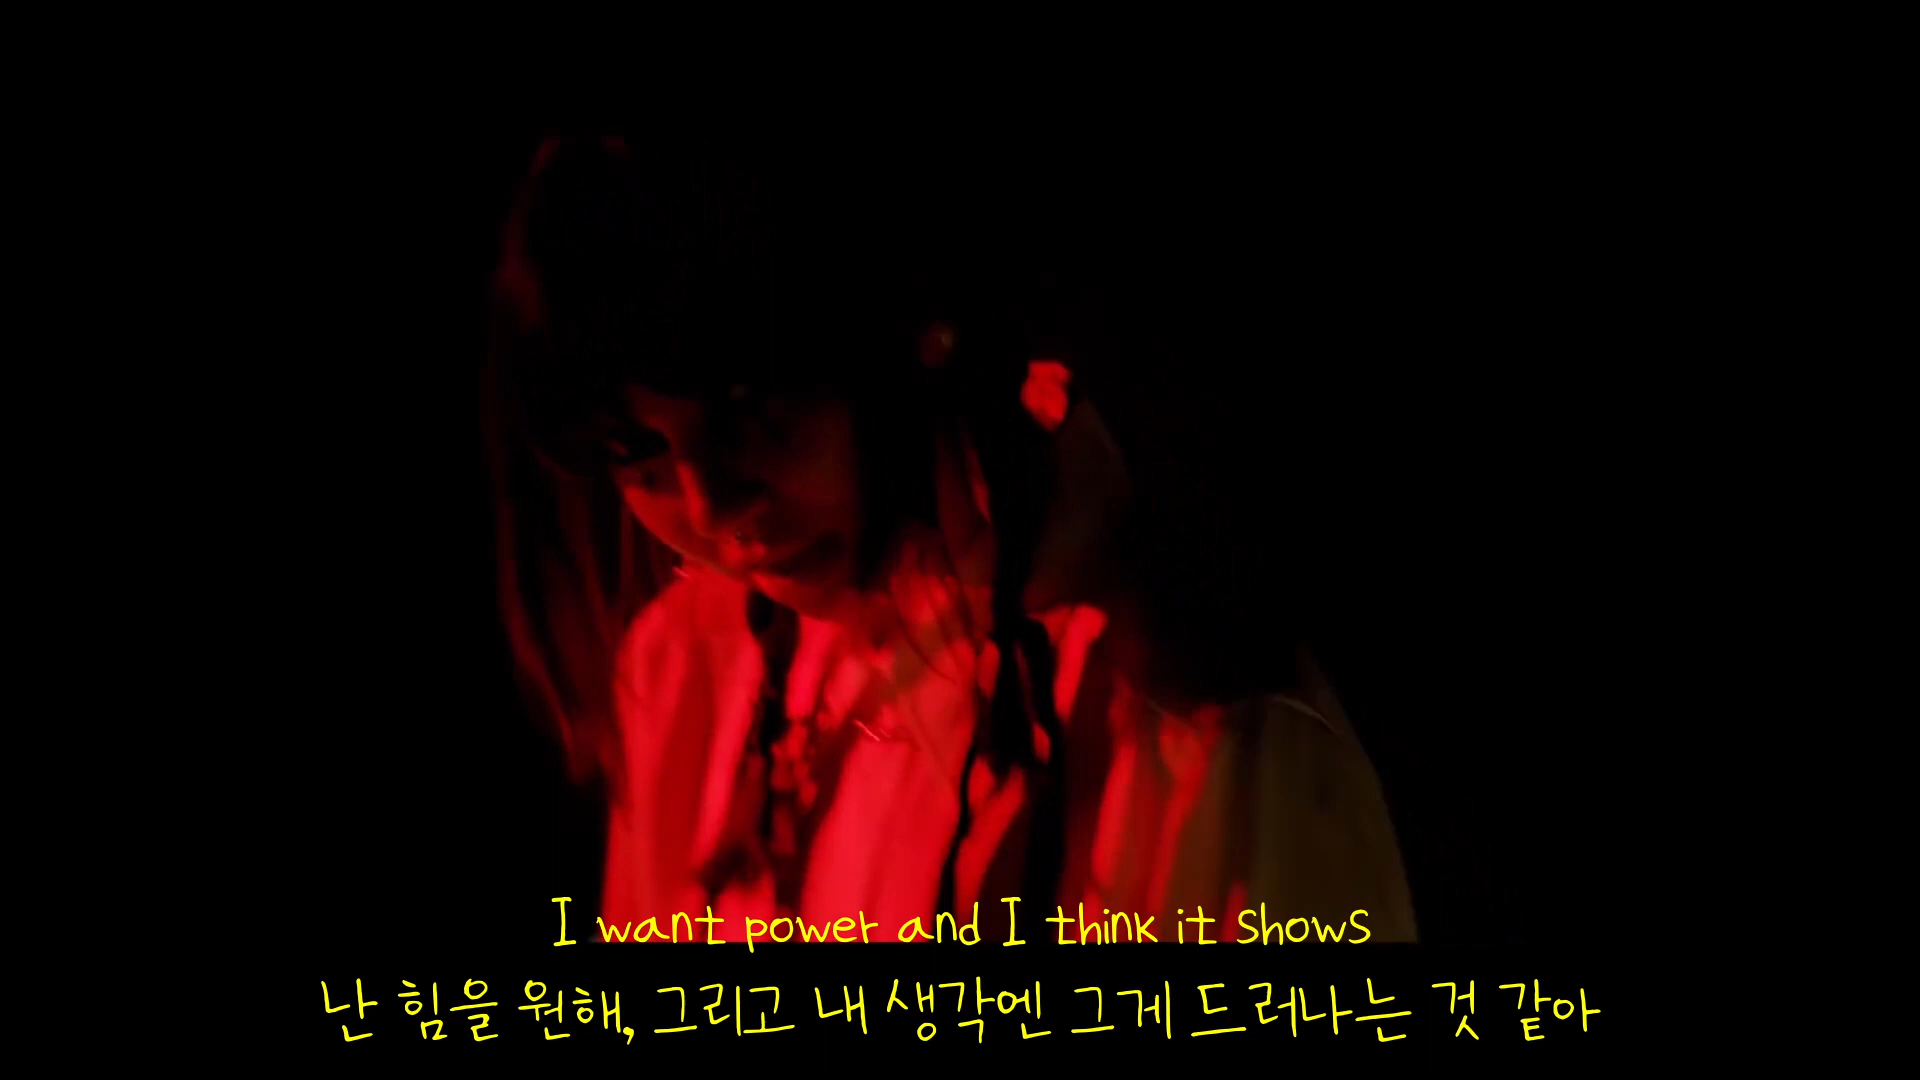 I want power and I think it shows
난 힘을 원해, 그리고 내 생각엔 그게 드러나는 것 같아